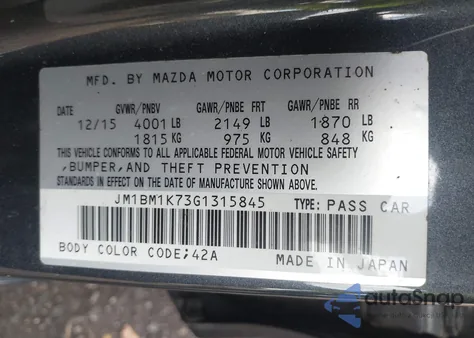 MFD. BY MAZDA MOTOR CORPORATION
DATE GVWR/PNBV GAWR/PNBE FRT GAWR/PNBE RR
12/15 4001 LB 2149 LB 1870 LB
1815 KG 975 KG 848 KG
THIS VEHICLE CONFORMS TO ALL APPLICABLE FEDERAL MOTOR VEHICLE SAFETY
,BUMPER,AND THEFT PREVENTION
STANDARDS IN EFFECT ON THE DATE OF MANUFACTURE SHOWN ABOVE.
JM1BM1K73G1315845 TYPE: PASS CAR
BODY COLOR CODE;42A MADE IN JAPAN
autoSnap